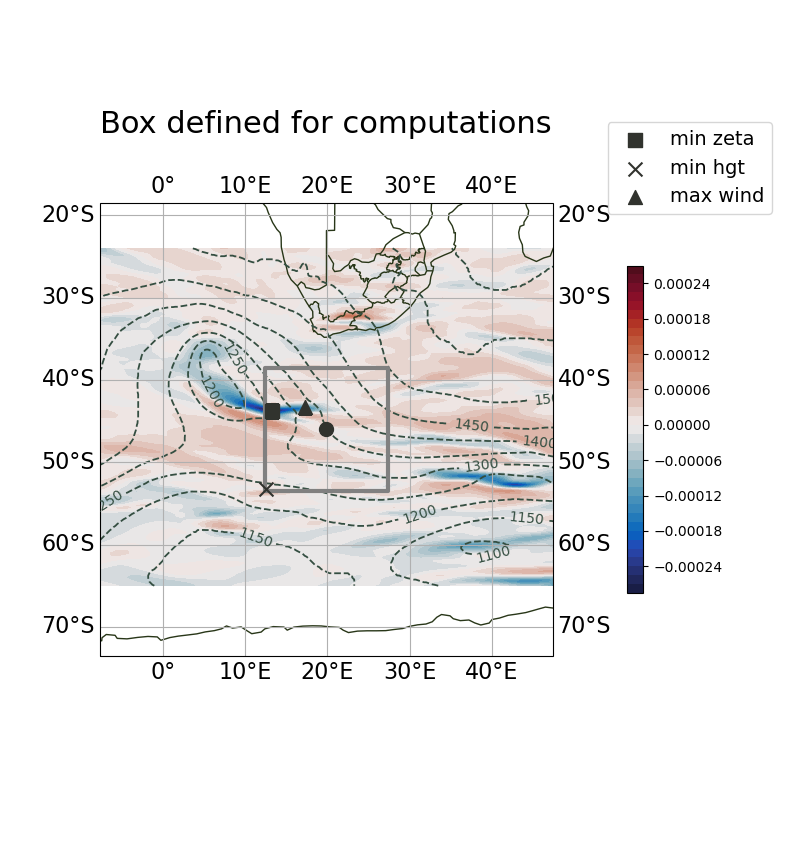 Box defined for computations
min zeta
min hgt
max wind
0° 10°E 20°E 30°E 40°E
20°S 20°S
30°S 30°S
40°S 40°S
50°S 50°S
60°S 60°S
70°S 70°S
0° 10°E 20°E 30°E 40°E
1250
1200
150
1450
1400
1300
250
1200
1150
1150
1100
0.00024
0.00018
0.00012
0.00006
0.00000
−0.00006
−0.00012
−0.00018
−0.00024